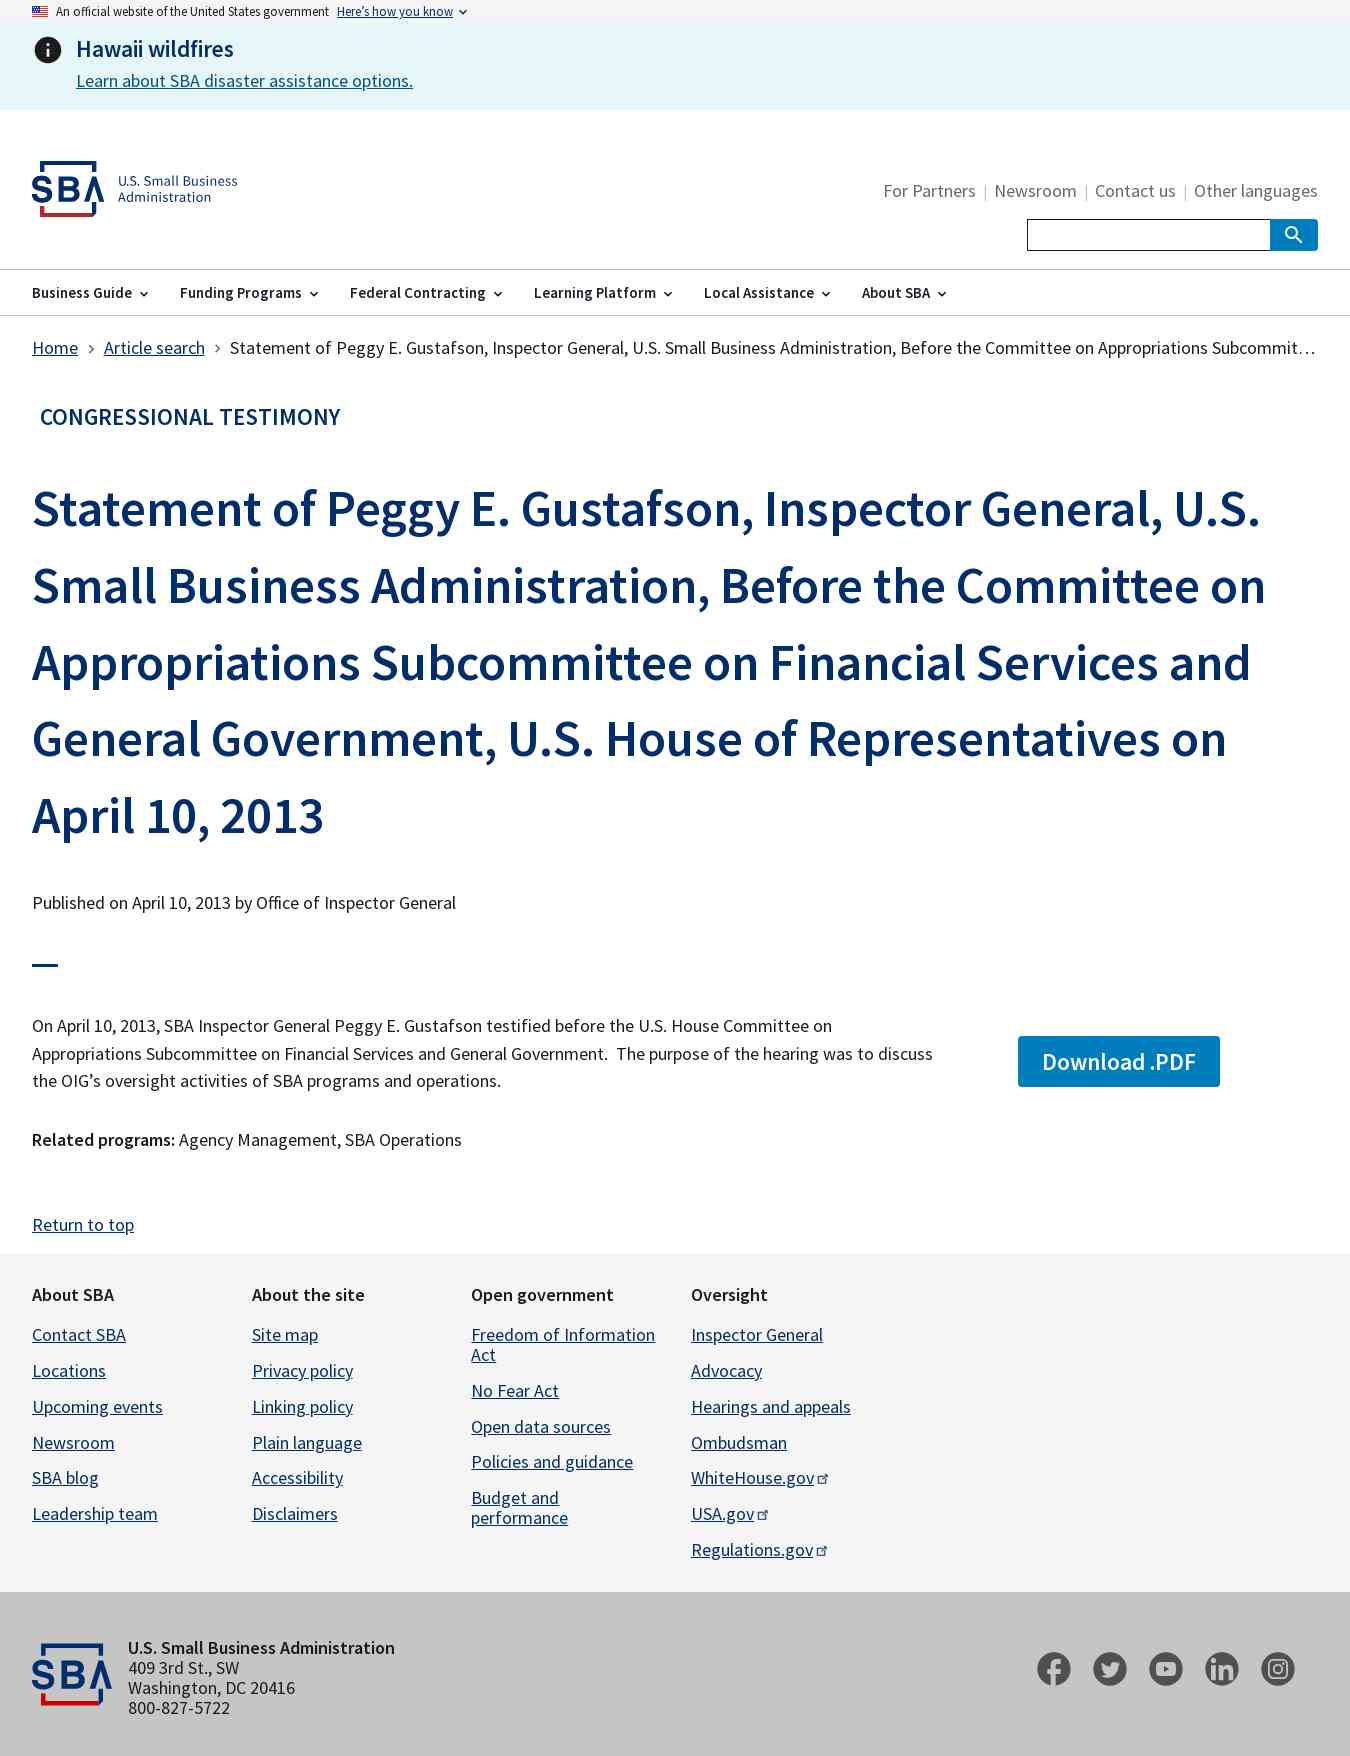 An official website of the United States government Here’s how you know
Hawaii wildfires
Learn about SBA disaster assistance options.
SBA
U.S. Small Business
Administration
For Partners | Newsroom | Contact us | Other languages
Business Guide Funding Programs Federal Contracting Learning Platform Local Assistance About SBA
Home Article search Statement of Peggy E. Gustafson, Inspector General, U.S. Small Business Administration, Before the Committee on Appropriations Subcommit…
CONGRESSIONAL TESTIMONY
Statement of Peggy E. Gustafson, Inspector General, U.S.
Small Business Administration, Before the Committee on
Appropriations Subcommittee on Financial Services and
General Government, U.S. House of Representatives on
April 10, 2013
Published on April 10, 2013 by Office of Inspector General
On April 10, 2013, SBA Inspector General Peggy E. Gustafson testified before the U.S. House Committee on
Appropriations Subcommittee on Financial Services and General Government.  The purpose of the hearing was to discuss
the OIG’s oversight activities of SBA programs and operations.
Download .PDF
Related programs: Agency Management, SBA Operations
Return to top
About SBA
Contact SBA
Locations
Upcoming events
Newsroom
SBA blog
Leadership team
About the site
Site map
Privacy policy
Linking policy
Plain language
Accessibility
Disclaimers
Open government
Freedom of Information
Act
No Fear Act
Open data sources
Policies and guidance
Budget and
performance
Oversight
Inspector General
Advocacy
Hearings and appeals
Ombudsman
WhiteHouse.gov
USA.gov
Regulations.gov
SBA
U.S. Small Business Administration
409 3rd St., SW
Washington, DC 20416
800-827-5722